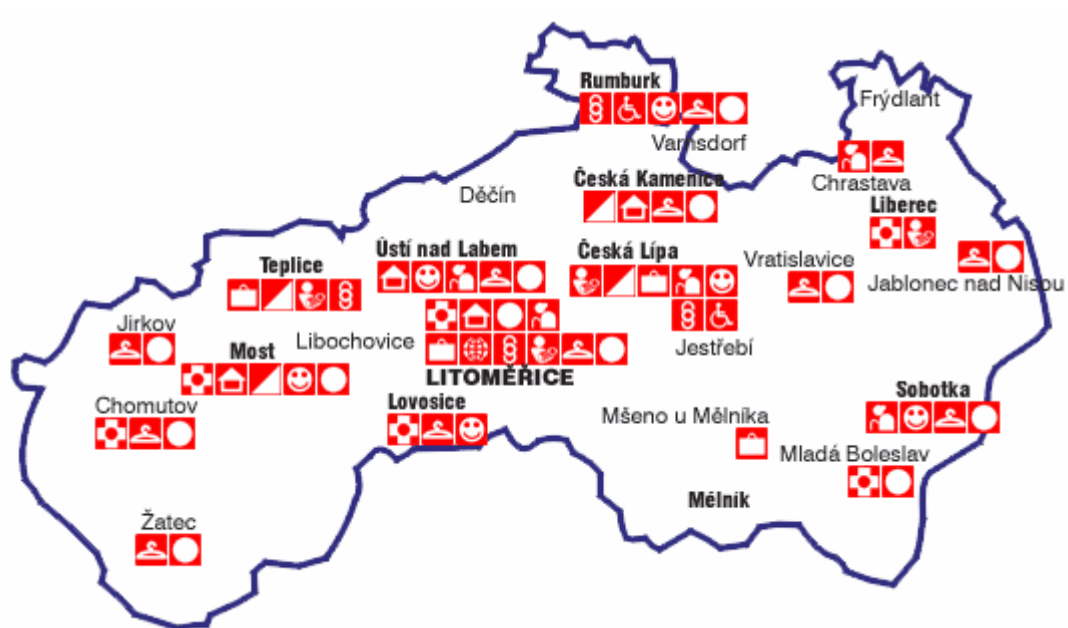 Rumburk
Frýdlant
Varnsdorf
Česká Kamenice
Chrastava
Děčín
Liberec
Ústí nad Labem
Česká Lípa
Vratislavice
Teplice
Jablonec nad Nisou
Jirkov
Libochovice
Jestřebí
Most
LITOMĚŘICE
Lovosice
Sobotka
Chomutov
Mšeno u Mělníka
Mladá Boleslav
Mělník
Žatec